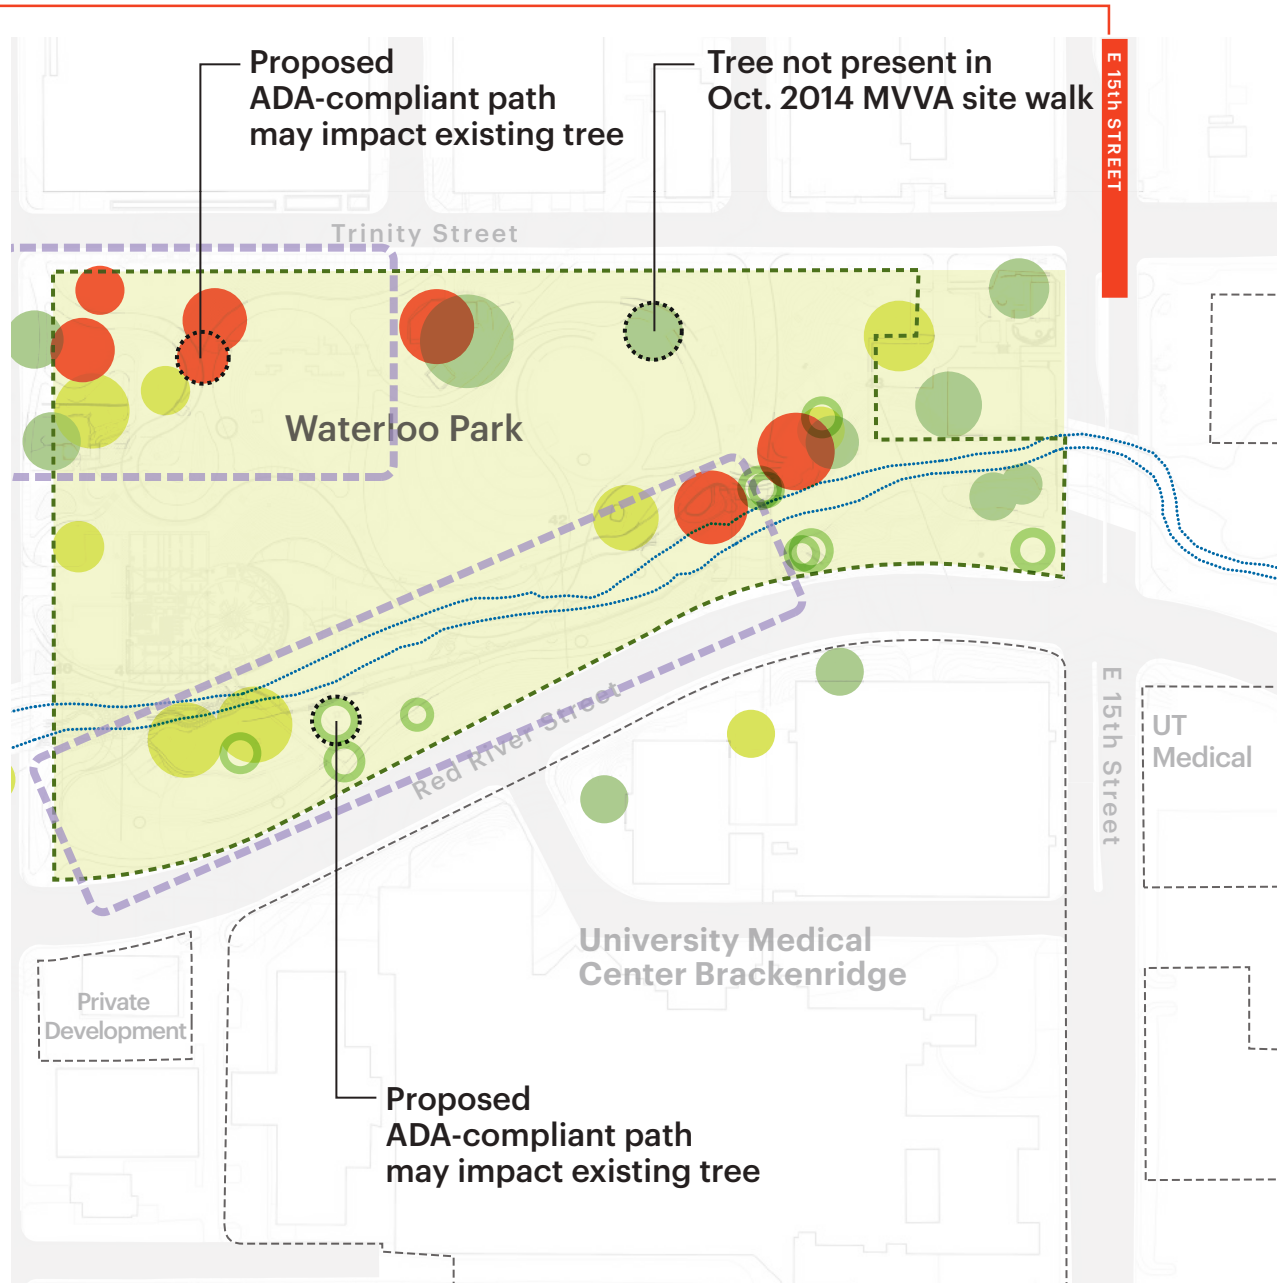 Proposed
ADA-compliant path
may impact existing tree
Tree not present in
Oct. 2014 MVVA site walk
E 15th STREET
Trinity Street
Waterloo Park
Red River Street
E 15th Street
UT
Medical
University Medical
Center Brackenridge
Private
Development
Proposed
ADA-compliant path
may impact existing tree